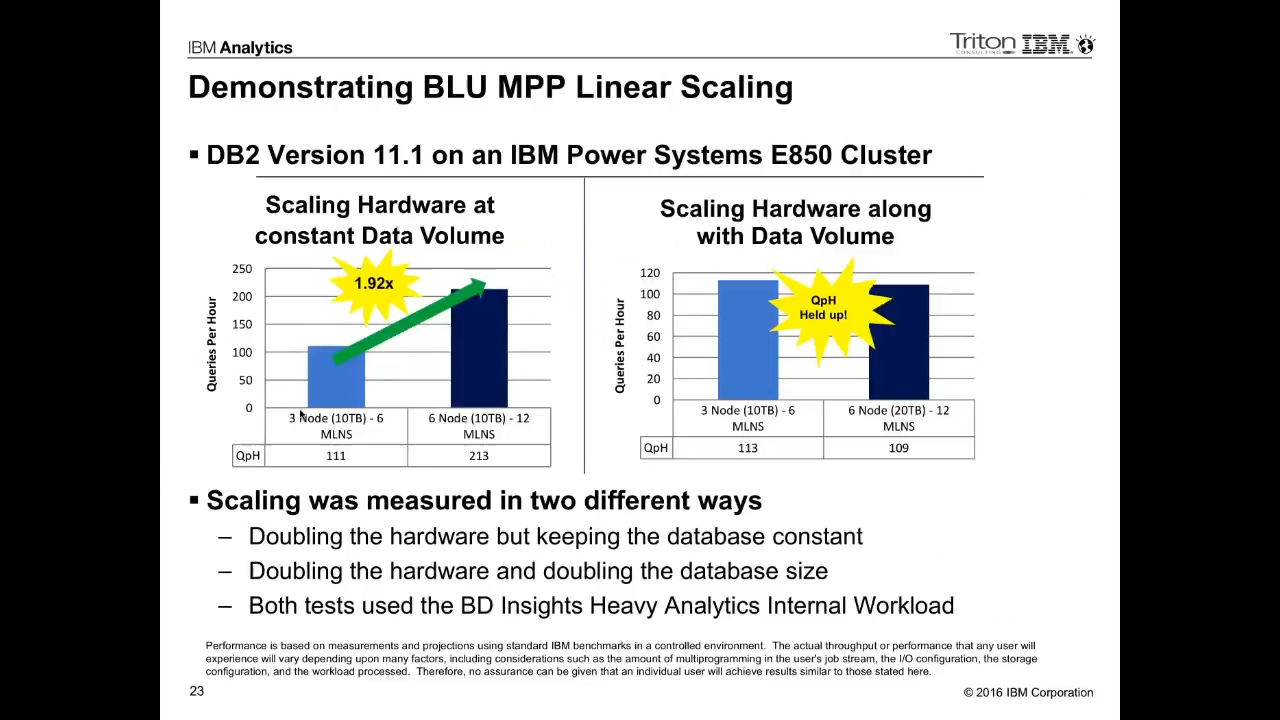 IBM Analytics
Triton
CONSULTING
IBM
Demonstrating BLU MPP Linear Scaling
▪ DB2 Version 11.1 on an IBM Power Systems E850 Cluster
Scaling Hardware at
constant Data Volume
250
200
150
100
50
0
Queries Per Hour
1.92x
3 Node (10TB) - 6
MLNS
6 Node (10TB) - 12
MLNS
QpH 111 213
Scaling Hardware along
with Data Volume
120
100
80
60
40
20
0
Queries Per Hour
QpH
Held up!
3 Node (10TB) - 6
MLNS
6 Node (20TB) - 12
MLNS
QpH 113 109
▪ Scaling was measured in two different ways
– Doubling the hardware but keeping the database constant
– Doubling the hardware and doubling the database size
– Both tests used the BD Insights Heavy Analytics Internal Workload
Performance is based on measurements and projections using standard IBM benchmarks in a controlled environment. The actual throughput or performance that any user will
experience will vary depending upon many factors, including considerations such as the amount of multiprogramming in the user's job stream, the I/O configuration, the storage
configuration, and the workload processed. Therefore, no assurance can be given that an individual user will achieve results similar to those stated here.
23
© 2016 IBM Corporation